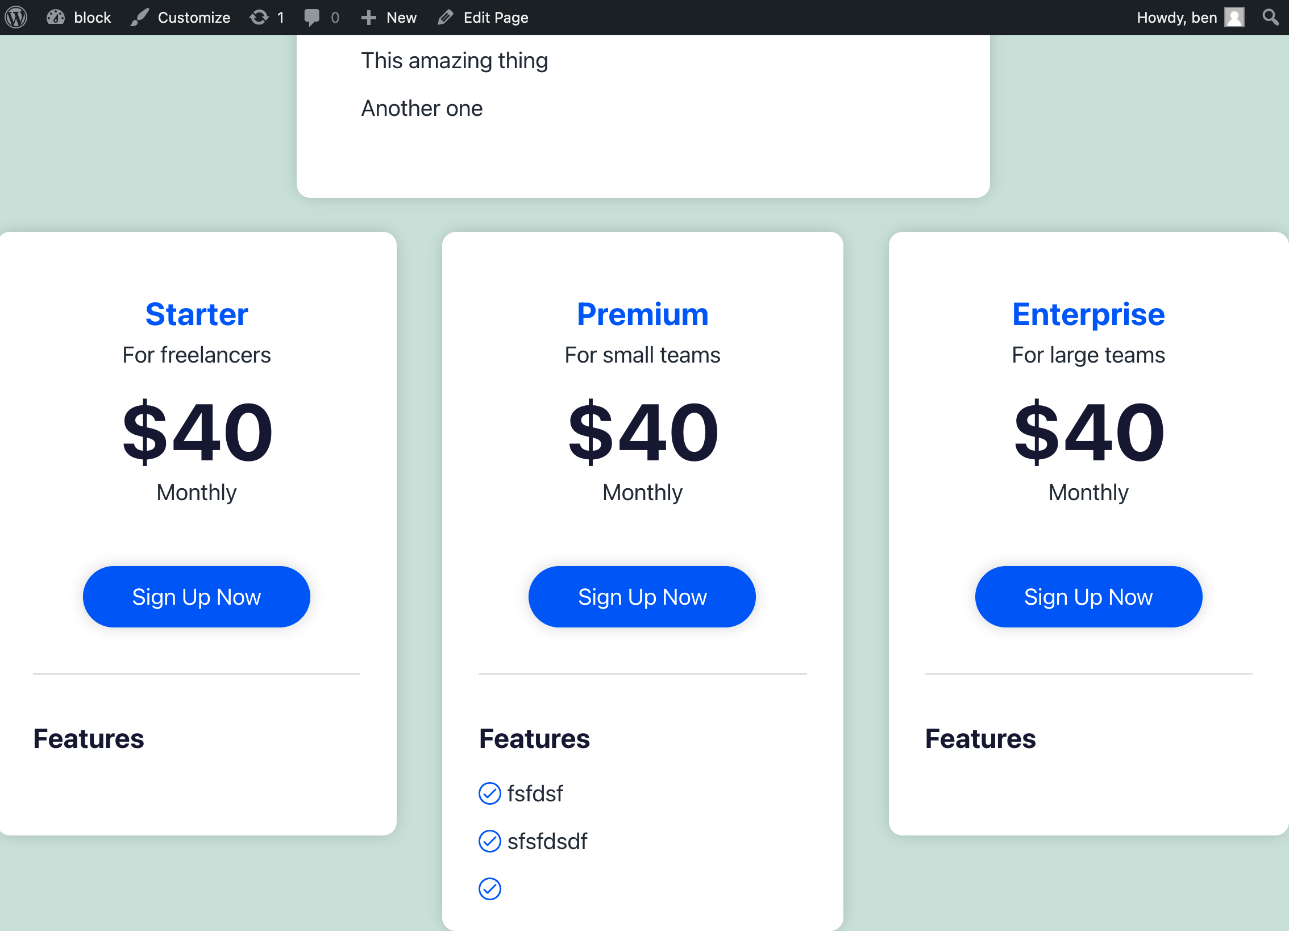 block Customize 1 0 New Edit Page Howdy, ben
This amazing thing
Another one
Starter
For freelancers
$40
Monthly
Sign Up Now
Features
Premium
For small teams
$40
Monthly
Sign Up Now
Features
fsfdsf
sfsfdsdf
Enterprise
For large teams
$40
Monthly
Sign Up Now
Features